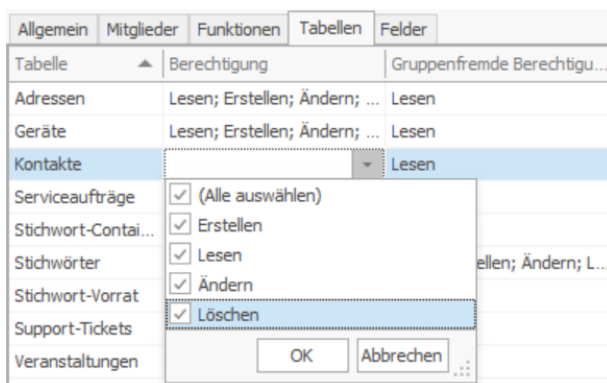 Allgemein Mitglieder Funktionen Tabellen Felder
Tabelle Berechtigung Gruppenfremde Berechtigu...
Adressen Lesen; Erstellen; Ändern; ... Lesen
Geräte Lesen; Erstellen; Ändern; ... Lesen
Kontakte Lesen
Serviceaufträge (Alle auswählen)
Stichwort-Contai... Erstellen
Stichwörter Lesen ellen; Ändern; L...
Stichwort-Vorrat Ändern
Support-Tickets Löschen
Veranstaltungen OK Abbrechen